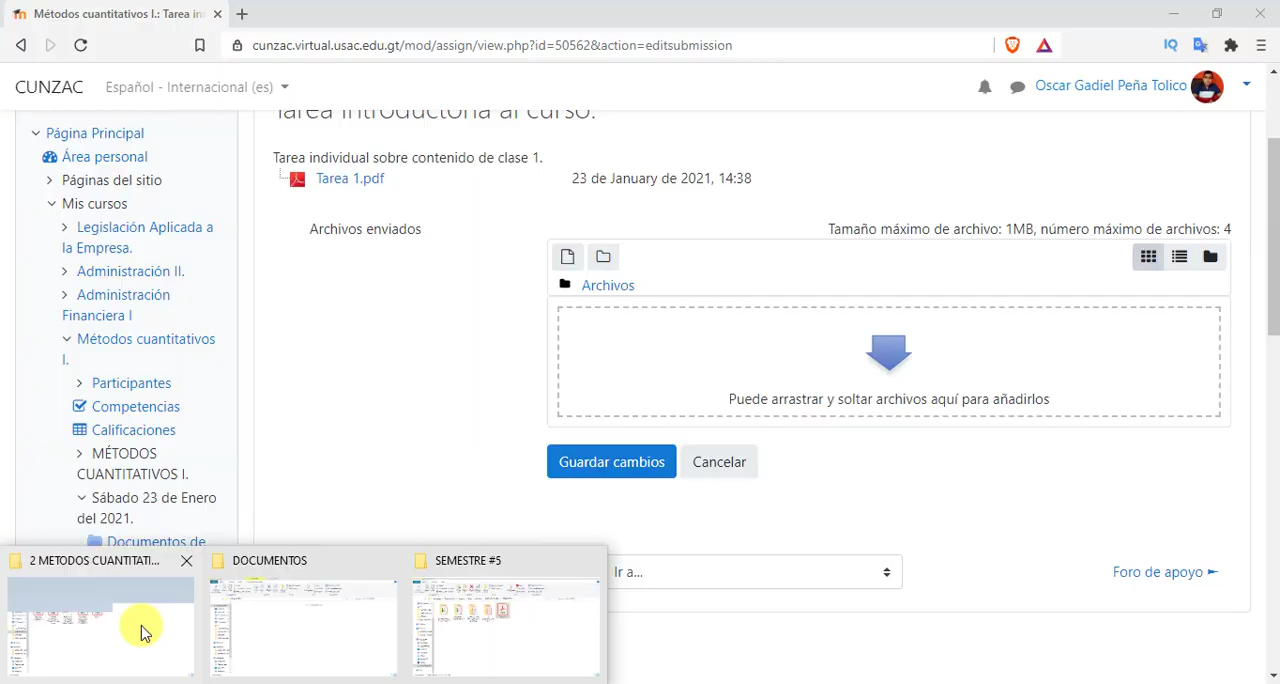 Métodos cuantitativos I.: Tarea in
cunzac.virtual.usac.edu.gt/mod/assign/view.php?id=50562&action=editsubmission
IQ
CUNZAC
Español - Internacional (es)
Oscar Gadiel Peña Tolico
Tarea introductoria al curso.
Página Principal
Área personal
Páginas del sitio
Mis cursos
Legislación Aplicada a
la Empresa.
Administración II.
Administración
Financiera I
Métodos cuantitativos
I.
Participantes
Competencias
Calificaciones
MÉTODOS
CUANTITATIVOS I.
Sábado 23 de Enero
del 2021.
Documentos de
Tarea individual sobre contenido de clase 1.
Tarea 1.pdf
23 de January de 2021, 14:38
Archivos enviados
Tamaño máximo de archivo: 1MB, número máximo de archivos: 4
Archivos
Puede arrastrar y soltar archivos aquí para añadirlos
Guardar cambios
Cancelar
Ir a...
Foro de apoyo
2 METODOS CUANTITATI...
DOCUMENTOS
SEMESTRE #5